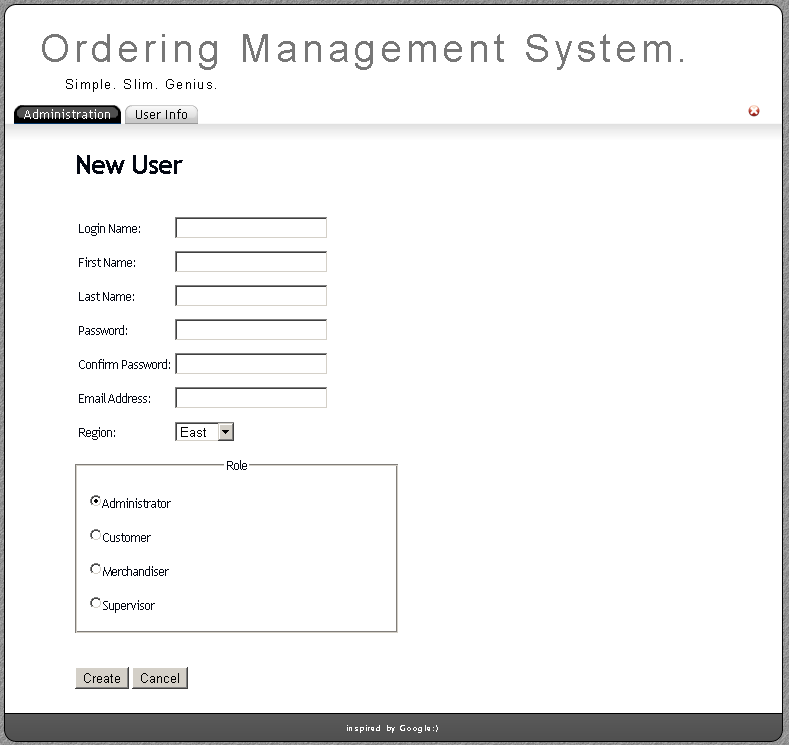 Ordering Management System.
Simple. Slim. Genius.
Administration User Info
New User
Login Name:
First Name:
Last Name:
Password:
Confirm Password:
Email Address:
Region: East
Role
Administrator
Customer
Merchandiser
Supervisor
Create Cancel
inspired by Google:)